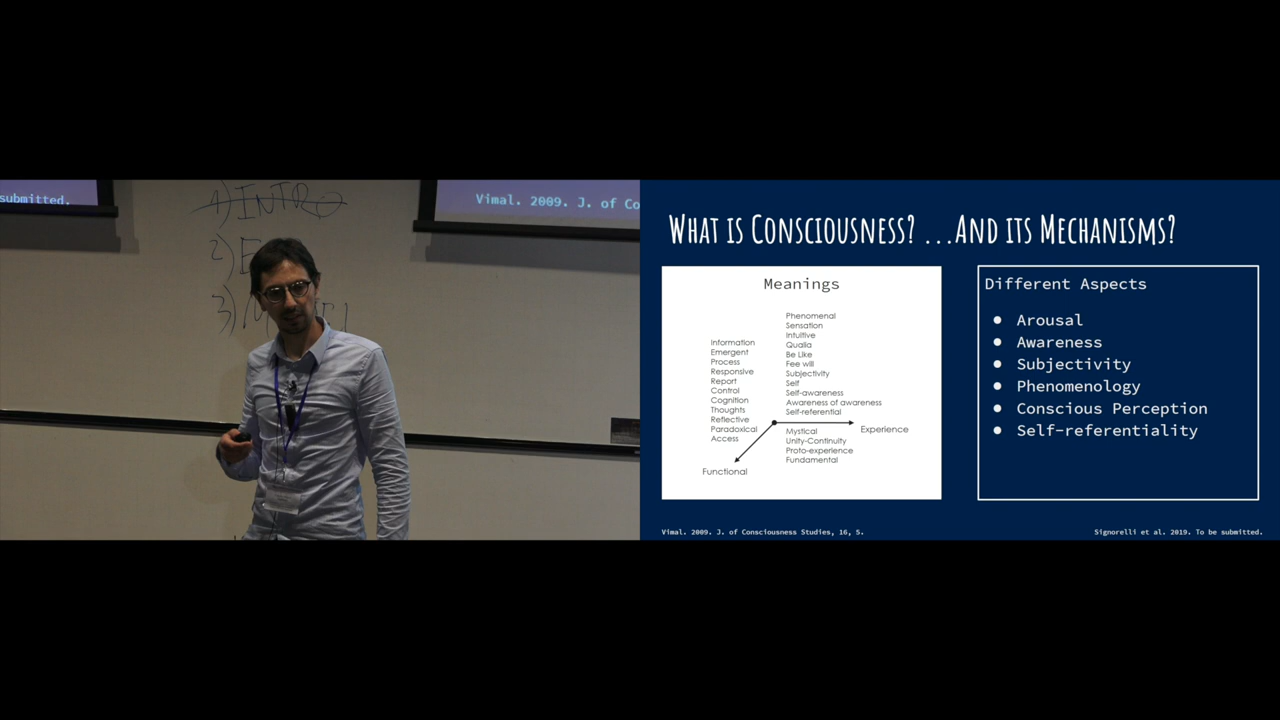 submitted.
Vimal. 2009. J. of Co
1) INTRO
2) E
3) M
What is Consciousness? ...And its Mechanisms?
Meanings
Phenomenal
Sensation
Intuitive
Qualia
Be Like
Fee will
Subjectivity
Self
Self-awareness
Awareness of awareness
Self-referential
Information
Emergent
Process
Responsive
Report
Control
Cognition
Thoughts
Reflective
Paradoxical
Access
Mystical
Unity-Continuity
Proto-experience
Fundamental
Experience
Functional
Different Aspects
● Arousal
● Awareness
● Subjectivity
● Phenomenology
● Conscious Perception
● Self-referentiality
Vimal. 2009. J. of Consciousness Studies, 16, 5.
Signorelli et al. 2019. To be submitted.